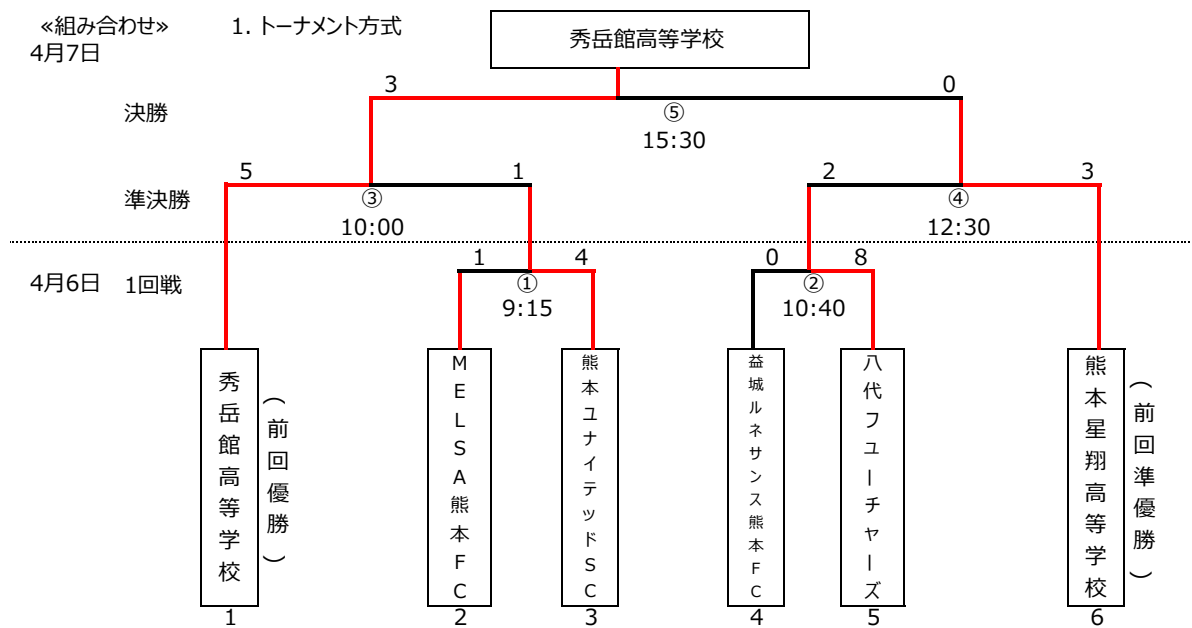 ≪組み合わせ≫ 1. トーナメント方式
4月7日
秀岳館高等学校
3 0
決勝
⑤
15:30
5 1 2 3
準決勝
③ ④
10:00 12:30
1 4 0 8
4月6日 1回戦
① ②
9:15 10:40
秀岳館高等学校
(前回優勝)
MELSA熊本FC
熊本ユナイテッドSC
益城ルネサンス熊本FC
八代フューチャーズ
熊本星翔高等学校
(前回準優勝)
1 2 3 4 5 6